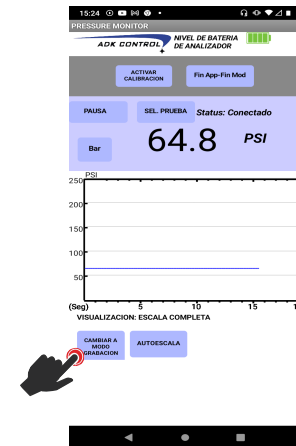 15:24
PRESSURE MONITOR
ADK CONTROL
NIVEL DE BATERIA
DE ANALIZADOR
ACTIVAR
CALIBRACION
Fin App-Fin Mod
PAUSA
SEL. PRUEBA
Status: Conectado
Bar
64.8
PSI
PSI
250
200
150
100
50
(Seg)
5
10
15
VISUALIZACION: ESCALA COMPLETA
CAMBIAR A
MODO
GRABACION
AUTOESCALA